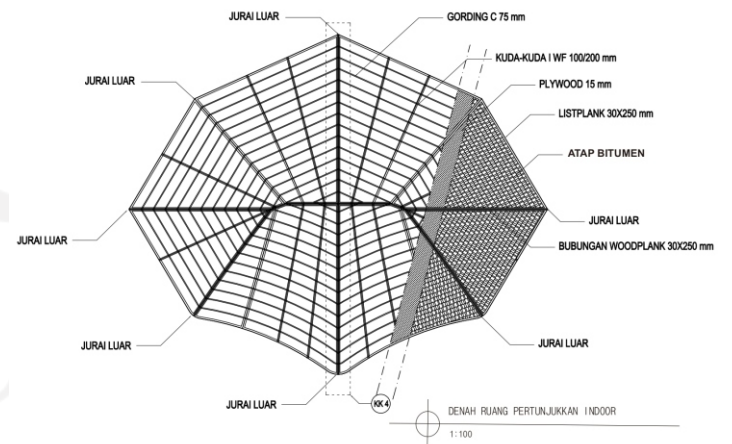 JURAI LUAR
GORDING C 75 mm
KUDA-KUDA I WF 100/200 mm
JURAI LUAR
PLYWOOD 15 mm
LISTPLANK 30X250 mm
ATAP BITUMEN
JURAI LUAR
JURAI LUAR
BUBUNGAN WOODPLANK 30X250 mm
JURAI LUAR
JURAI LUAR
JURAI LUAR
KK 4
DENAH RUANG PERTUNJUKKAN INDOOR
1:100